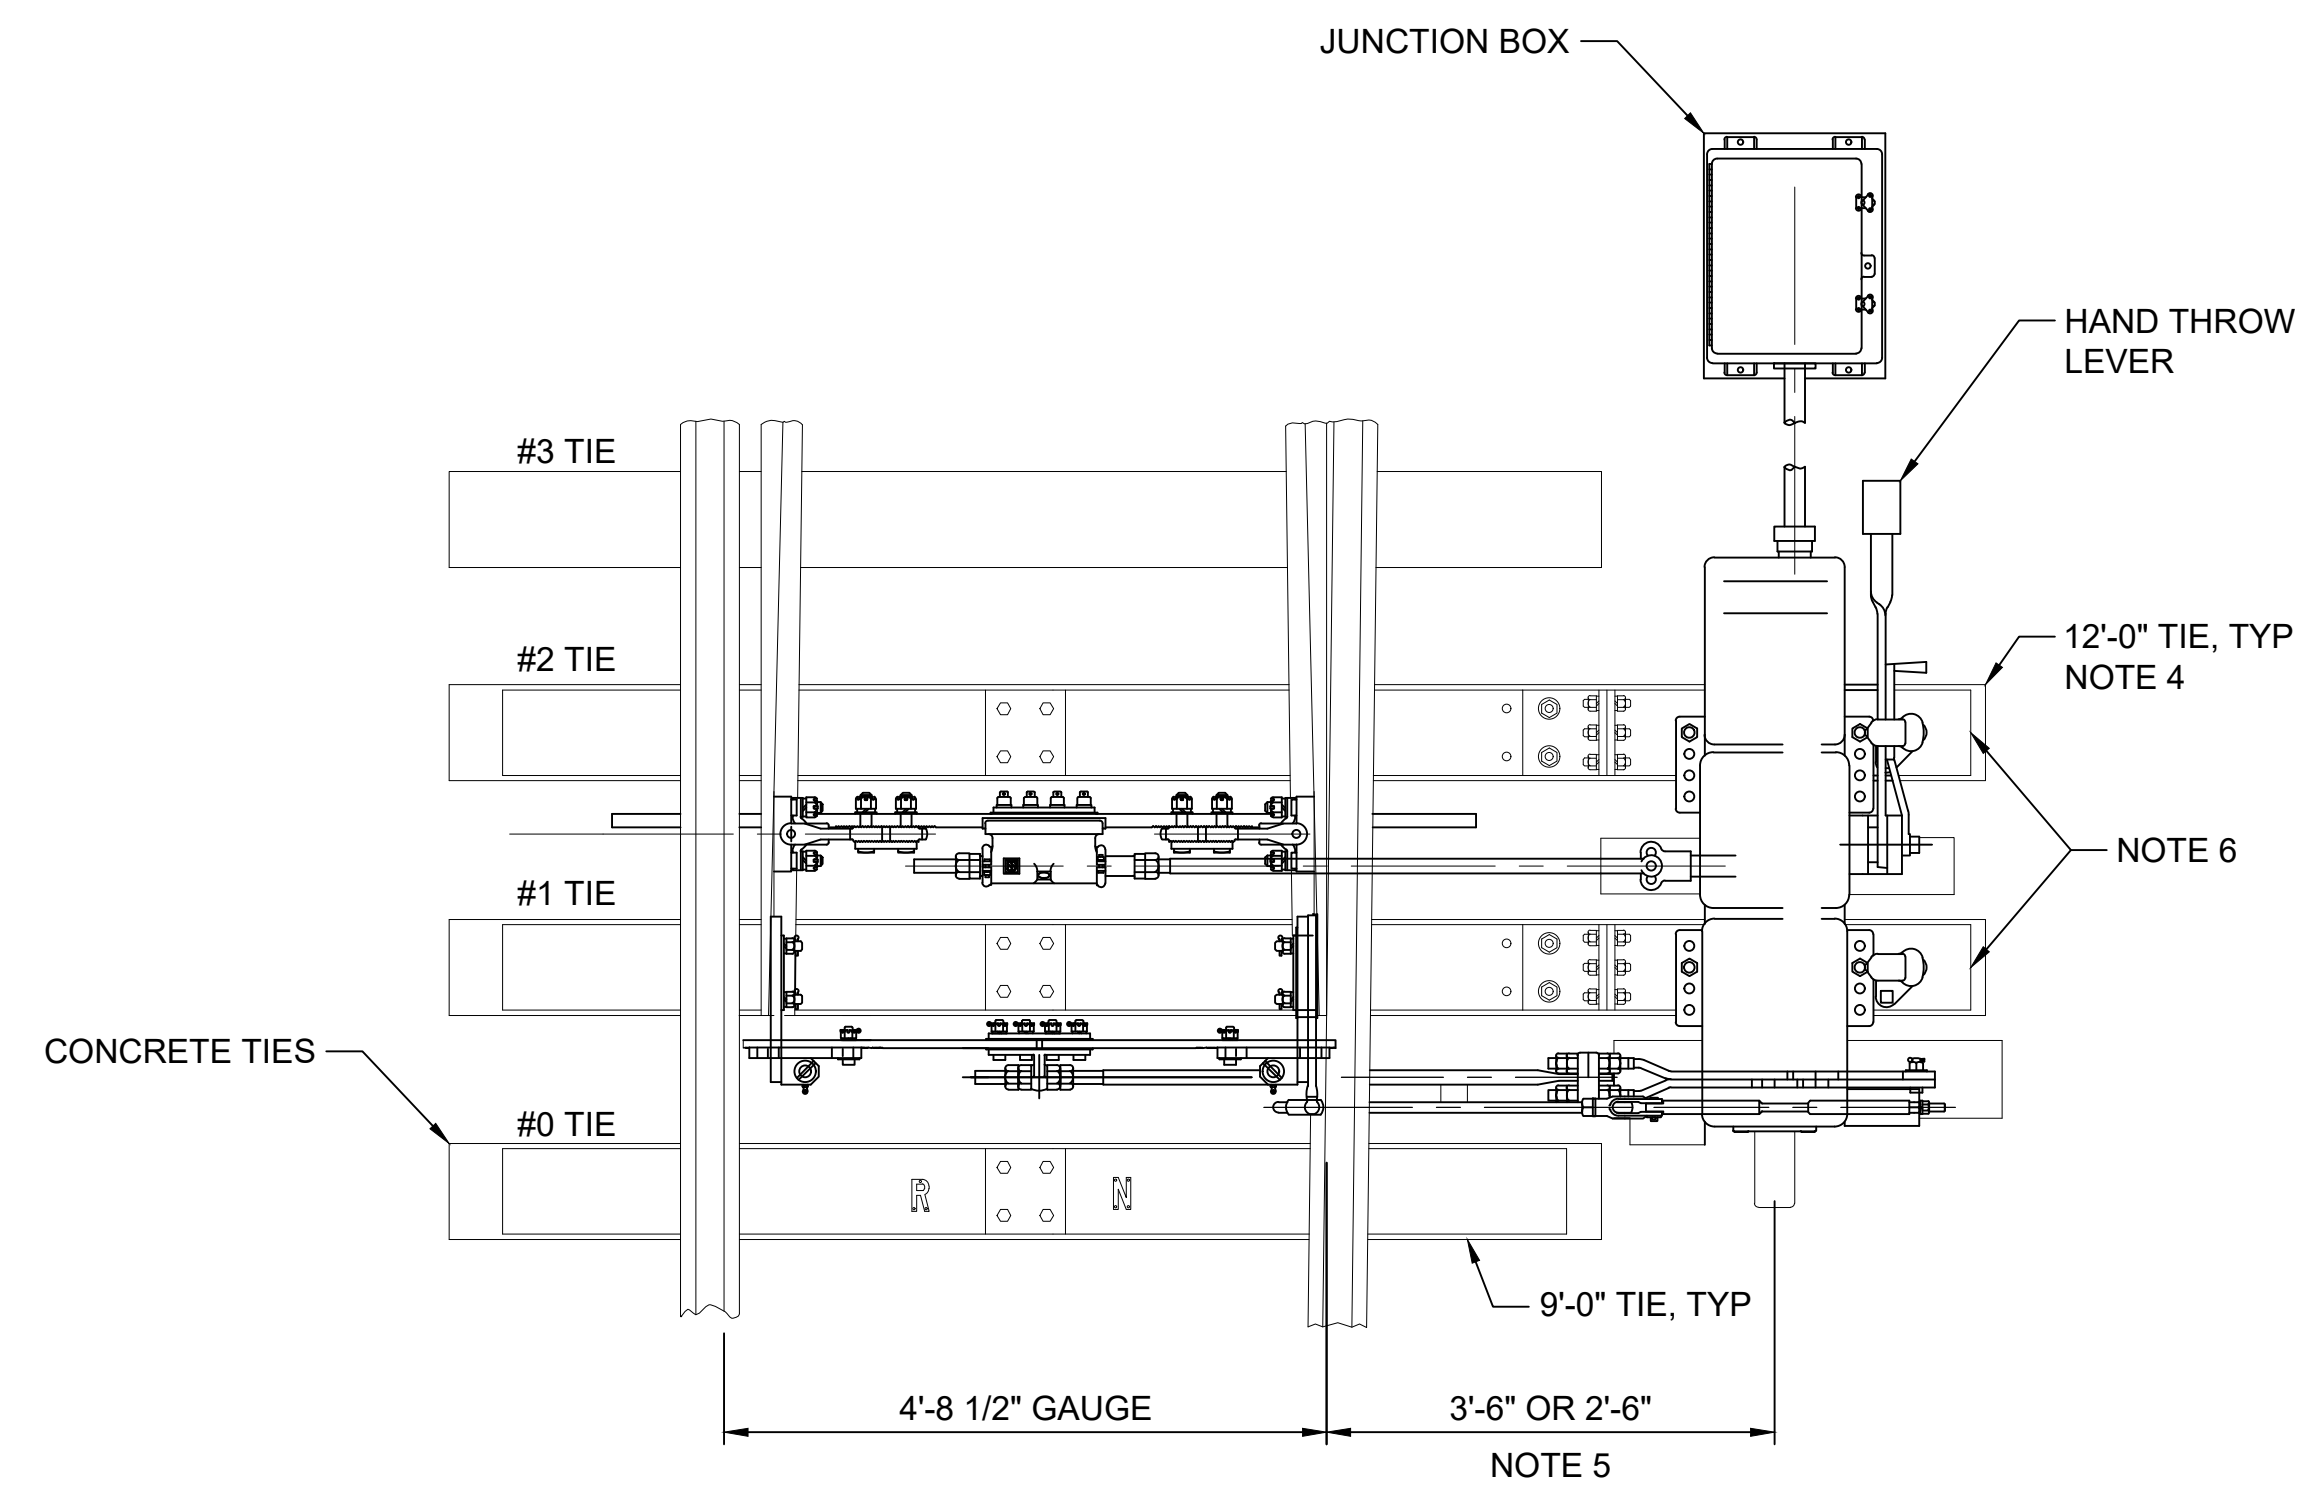 JUNCTION BOX
HAND THROW
LEVER
#3 TIE
#2 TIE
12'-0" TIE, TYP
NOTE 4
NOTE 6
#1 TIE
CONCRETE TIES
#0 TIE
R
N
9'-0" TIE, TYP
4'-8 1/2" GAUGE
3'-6" OR 2'-6"
NOTE 5